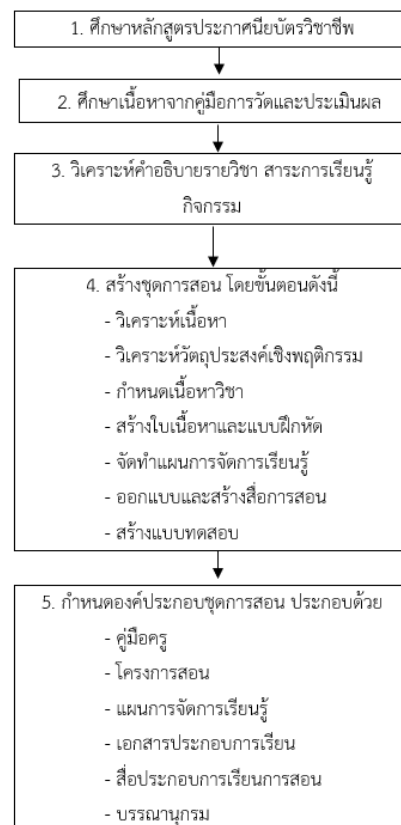 1. ศึกษาหลักสูตรประกาศนียบัตรวิชาชีพ
2. ศึกษาเนื้อหาจากคู่มือการวัดและประเมินผล
3. วิเคราะห์คำอธิบายรายวิชา สาระการเรียนรู้
กิจกรรม
4. สร้างชุดการสอน โดยขั้นตอนดังนี้
- วิเคราะห์เนื้อหา
- วิเคราะห์วัตถุประสงค์เชิงพฤติกรรม
- กำหนดเนื้อหาวิชา
- สร้างใบเนื้อหาและแบบฝึกหัด
- จัดทำแผนการจัดการเรียนรู้
- ออกแบบและสร้างสื่อการสอน
- สร้างแบบทดสอบ
5. กำหนดองค์ประกอบชุดการสอน ประกอบด้วย
- คู่มือครู
- โครงการสอน
- แผนการจัดการเรียนรู้
- เอกสารประกอบการเรียน
- สื่อประกอบการเรียนการสอน
- บรรณานุกรม